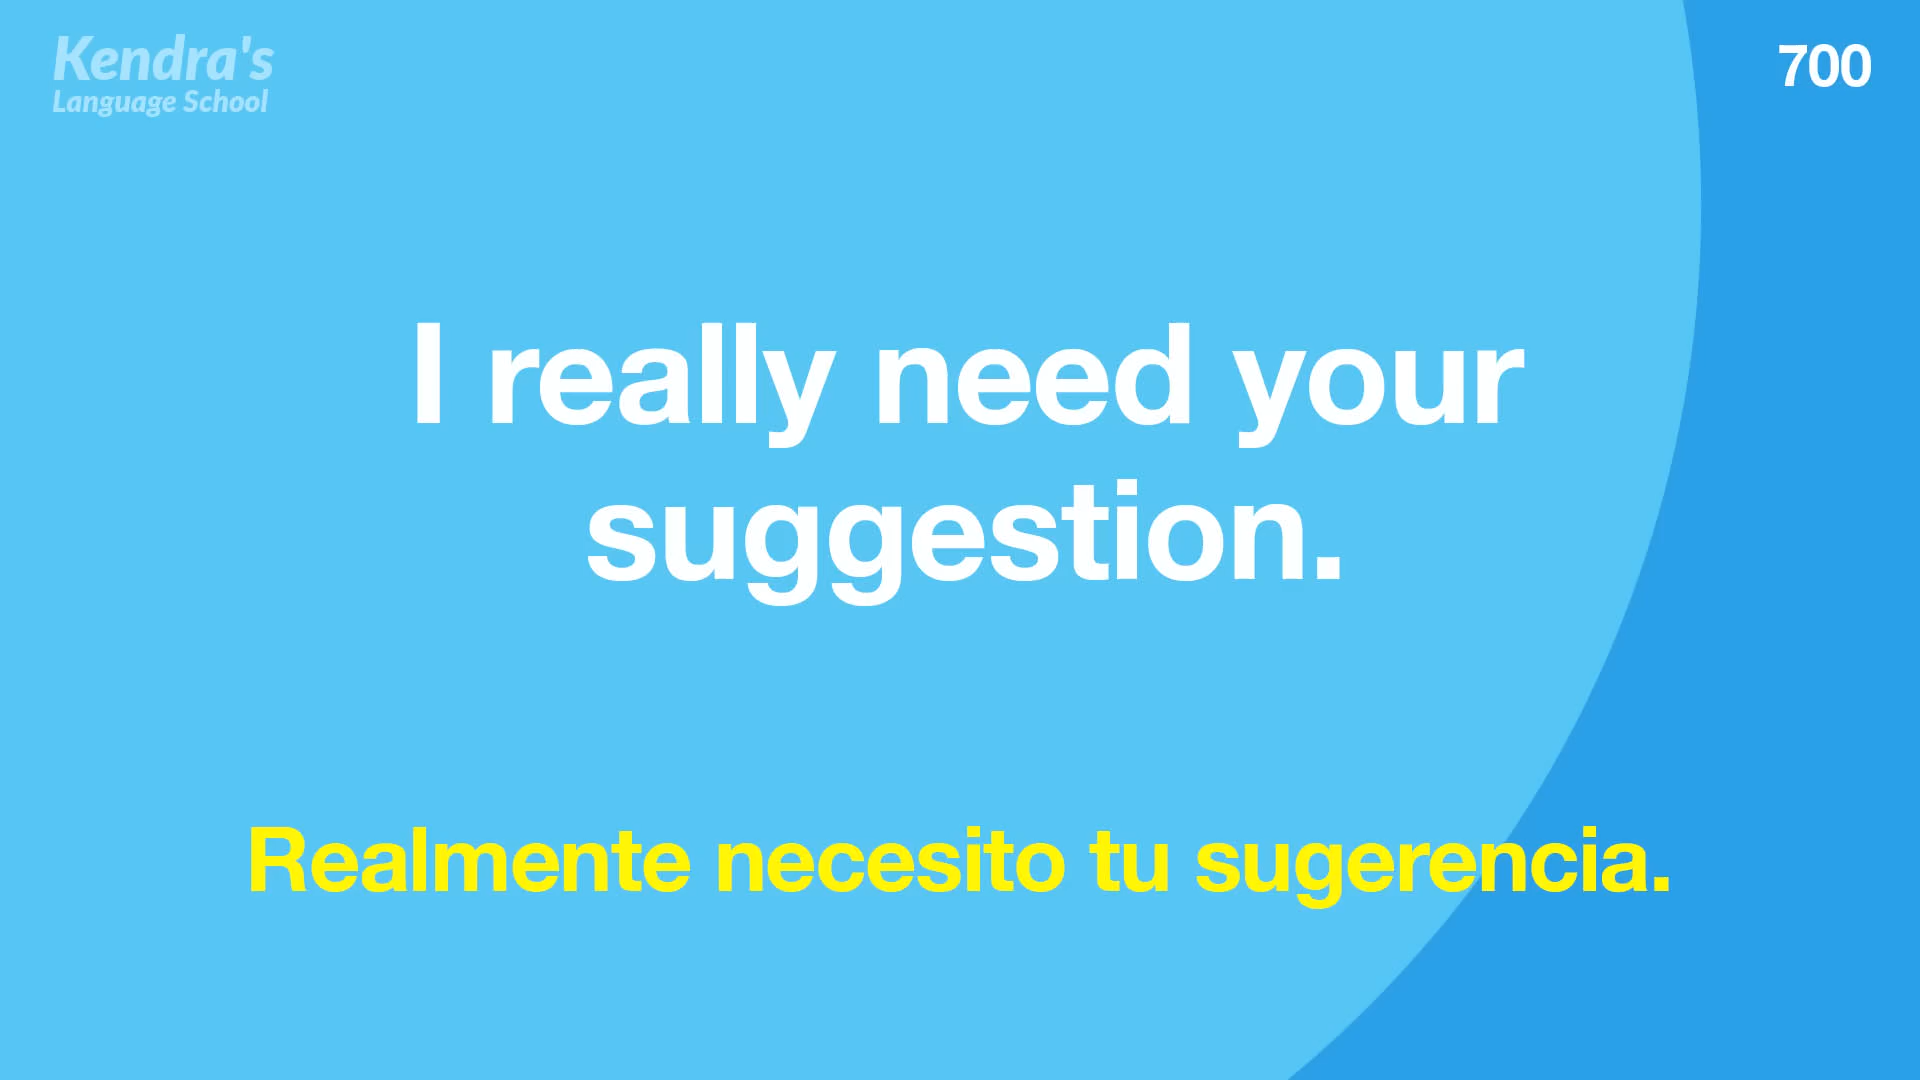 Kendra's
Language School
700
I really need your
suggestion.
Realmente necesito tu sugerencia.